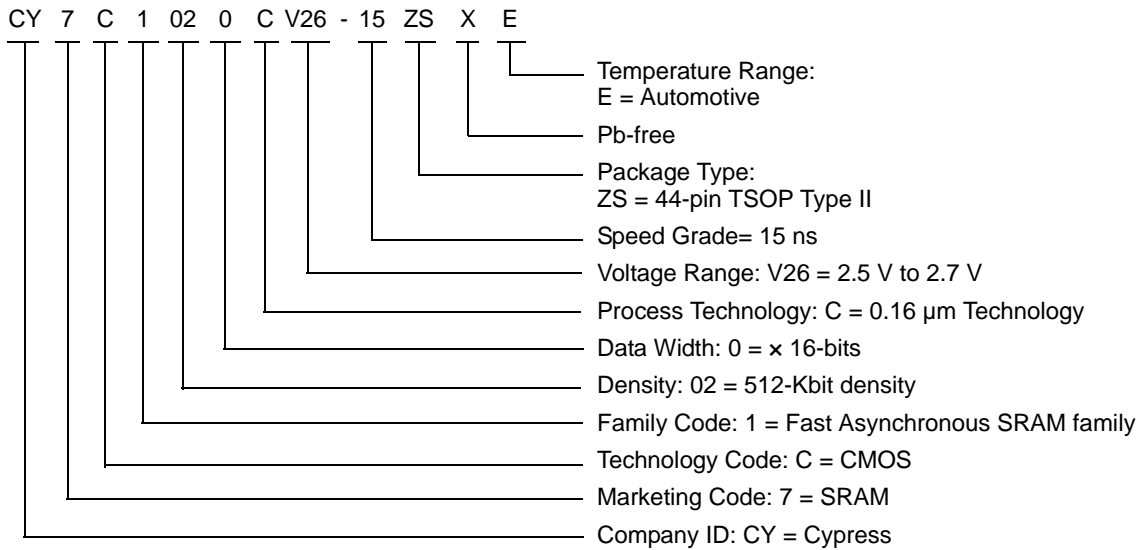 CY 7 C 1 02 0 C V26 - 15 ZS X E
Temperature Range:
E = Automotive
Pb-free
Package Type:
ZS = 44-pin TSOP Type II
Speed Grade= 15 ns
Voltage Range: V26 = 2.5 V to 2.7 V
Process Technology: C = 0.16 µm Technology
Data Width: 0 = × 16-bits
Density: 02 = 512-Kbit density
Family Code: 1 = Fast Asynchronous SRAM family
Technology Code: C = CMOS
Marketing Code: 7 = SRAM
Company ID: CY = Cypress